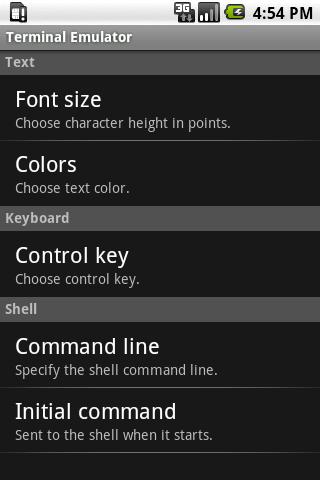 3G 4:54 PM
Terminal Emulator
Text
Font size
Choose character height in points.
Colors
Choose text color.
Keyboard
Control key
Choose control key.
Shell
Command line
Specify the shell command line.
Initial command
Sent to the shell when it starts.